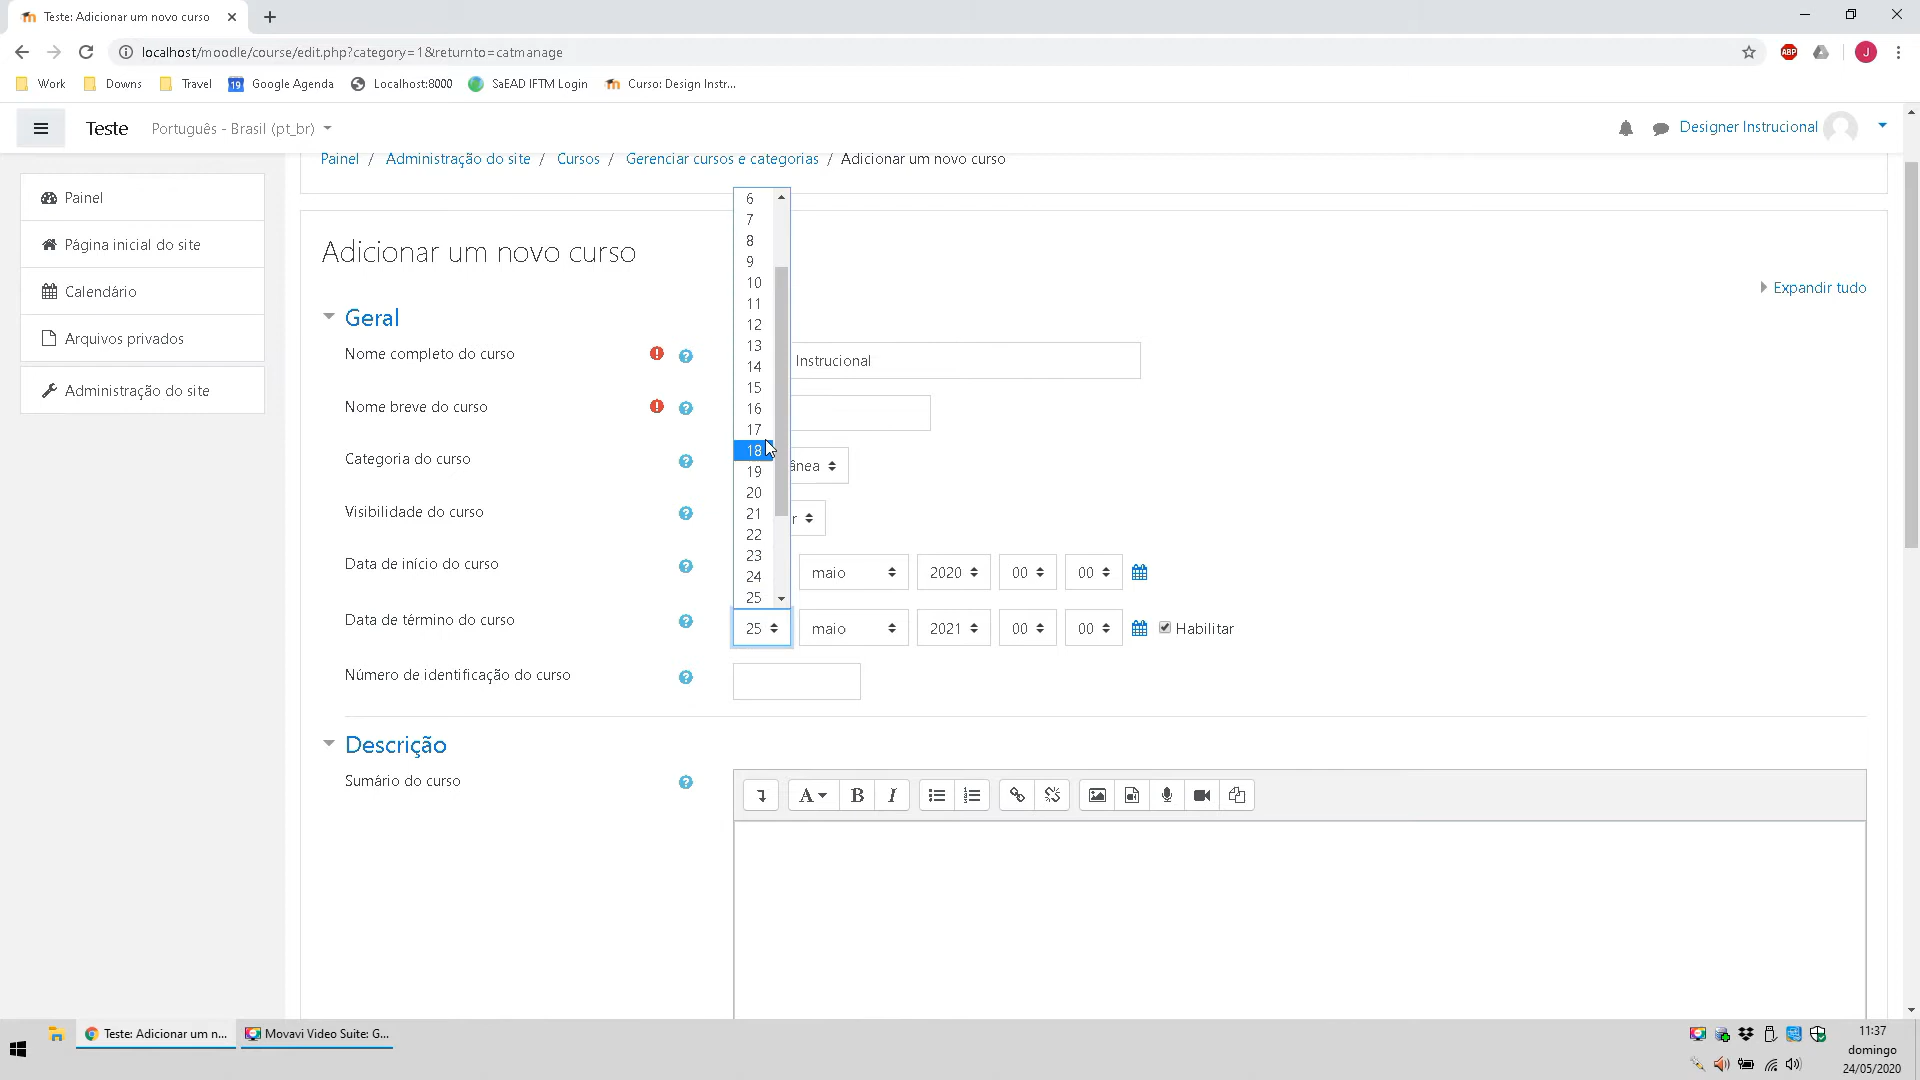 Teste: Adicionar um novo curso
localhost/moodle/course/edit.php?category=1&returnto=catmanage
ABP
J
Work
Downs
Travel
19 Google Agenda
Localhost:8000
SaEAD IFTM Login
Curso: Design Instr...
Teste
Português - Brasil (pt_br)
Designer Instrucional
Painel / Administração do site / Cursos / Gerenciar cursos e categorias / Adicionar um novo curso
Painel
Página inicial do site
Calendário
Arquivos privados
Administração do site
Adicionar um novo curso
Expandir tudo
Geral
Nome completo do curso
Instrucional
Nome breve do curso
Categoria do curso
ânea
Visibilidade do curso
r
Data de início do curso
maio 2020 00 00
Data de término do curso
25 maio 2021 00 00 Habilitar
Número de identificação do curso
6
7
8
9
10
11
12
13
14
15
16
17
18
19
20
21
22
23
24
25
Descrição
Sumário do curso
A B I
Teste: Adicionar um n...
Movavi Video Suite: G...
11:37
domingo
24/05/2020